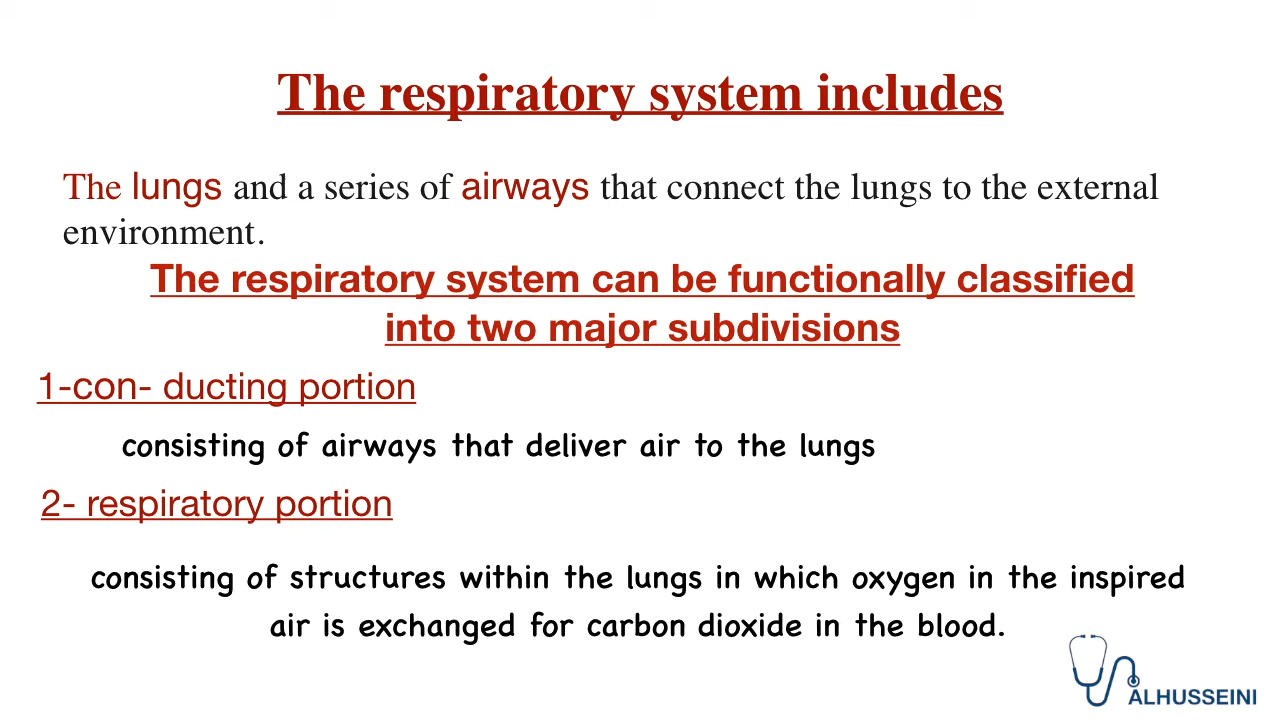 The respiratory system includes
The lungs and a series of airways that connect the lungs to the external
environment.
The respiratory system can be functionally classified
into two major subdivisions
1-con- ducting portion
consisting of airways that deliver air to the lungs
2- respiratory portion
consisting of structures within the lungs in which oxygen in the inspired
air is exchanged for carbon dioxide in the blood.
ALHUSSEINI